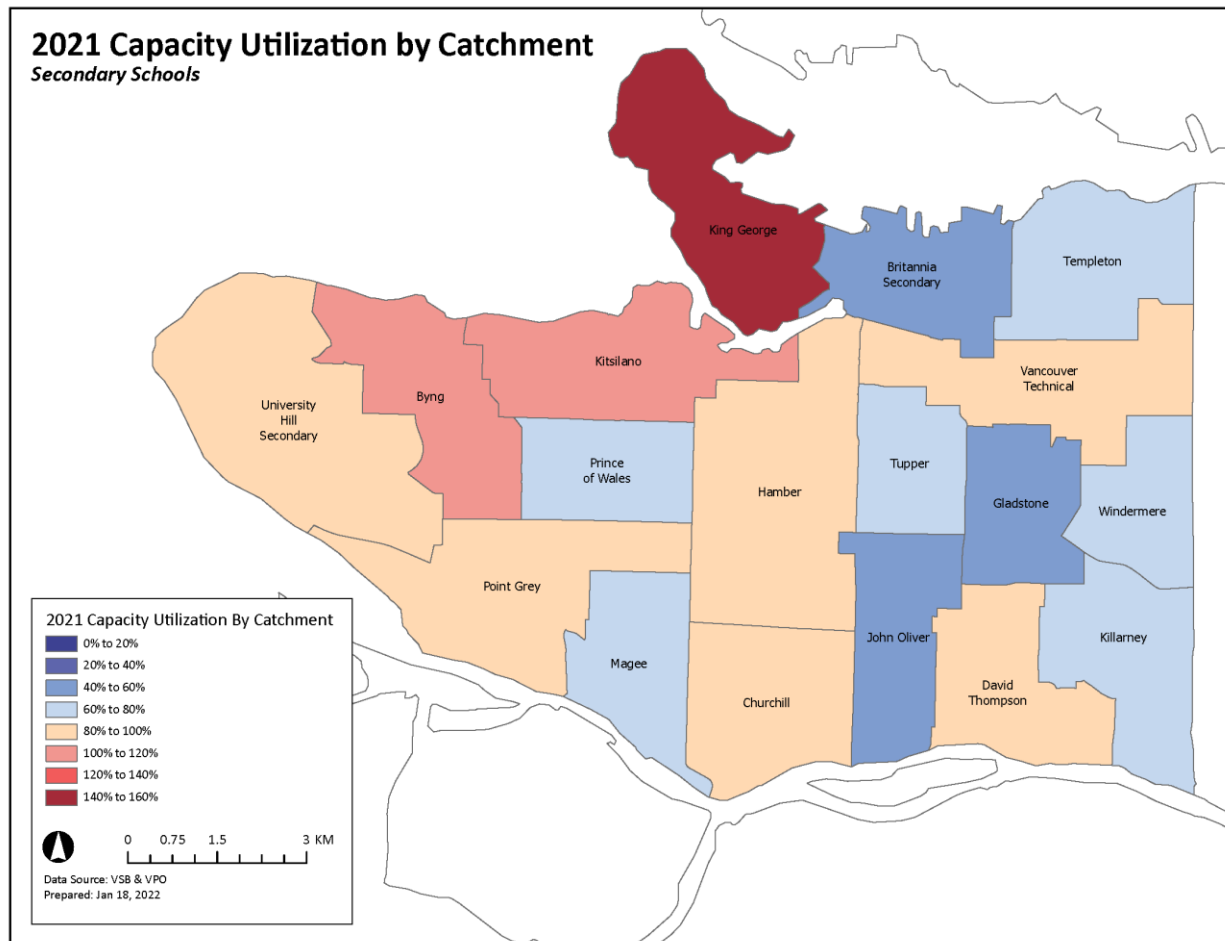 2021 Capacity Utilization by Catchment
Secondary Schools
King George
Britannia
Secondary
Templeton
Kitsilano
Vancouver
Technical
Byng
University
Hill
Secondary
Prince
of Wales
Tupper
Hamber
Gladstone
Windermere
Point Grey
Magee
John Oliver
Killarney
Churchill
David
Thompson
2021 Capacity Utilization By Catchment
0% to 20%
20% to 40%
40% to 60%
60% to 80%
80% to 100%
100% to 120%
120% to 140%
140% to 160%
0 0.75 1.5 3 KM
Data Source: VSB & VPO
Prepared: Jan 18, 2022